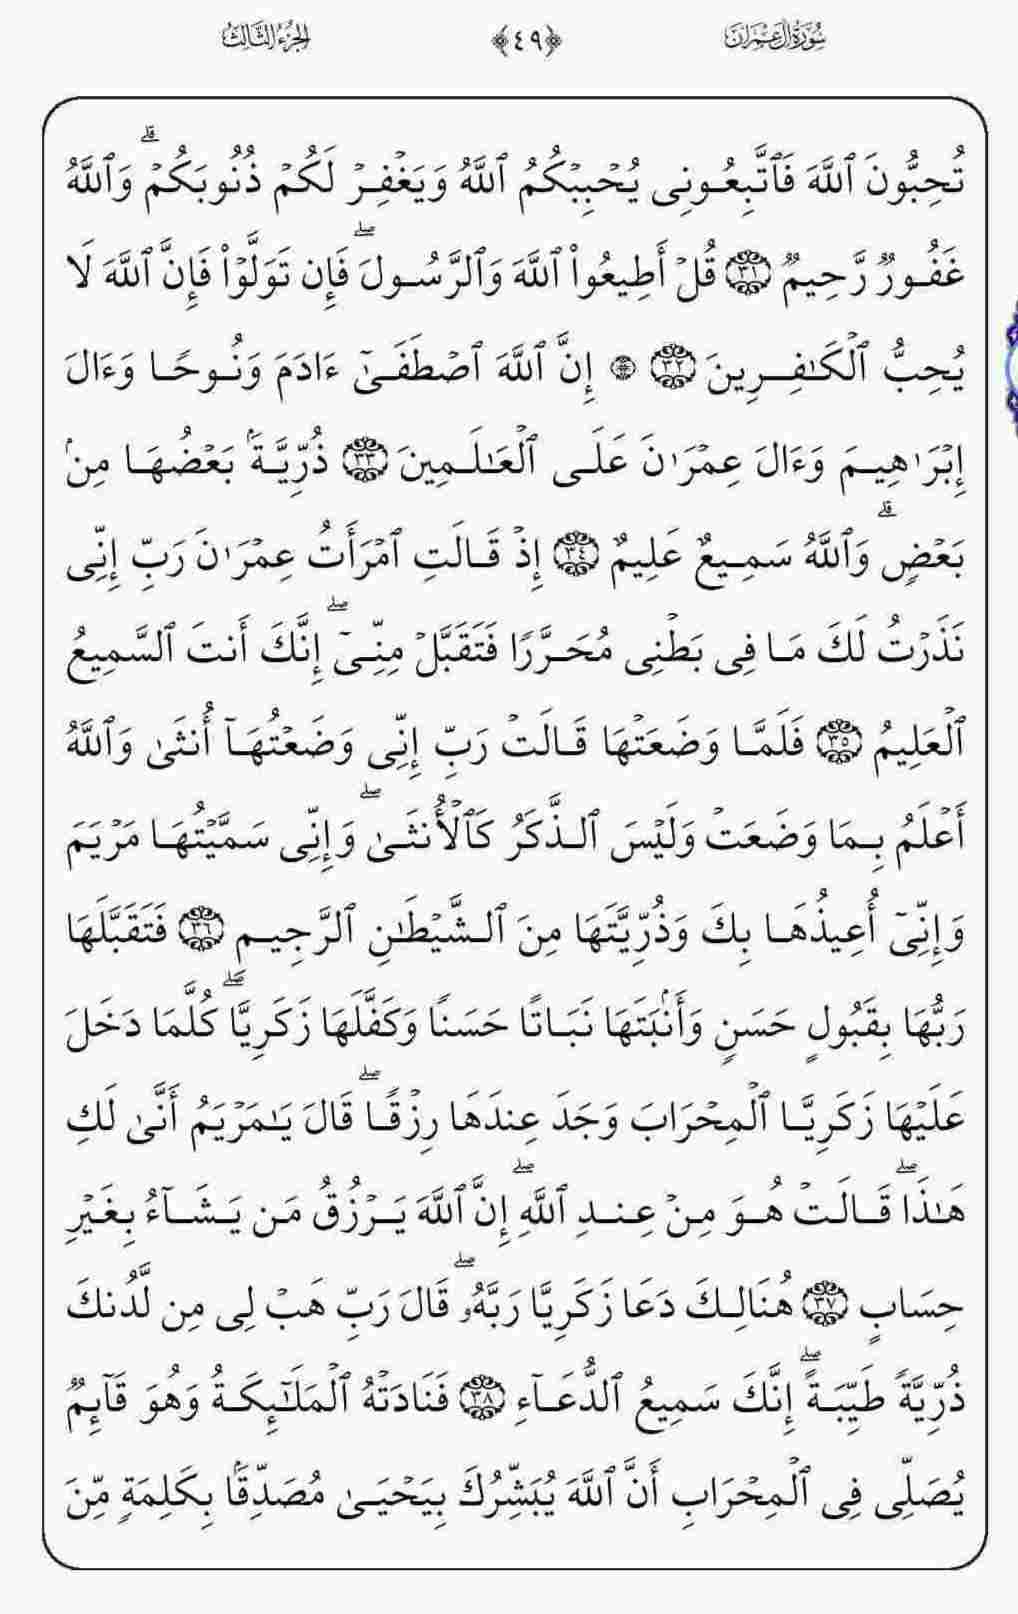 سُورَةُ آلِ عِمْرَانَ ﴿٤٩﴾ الجُزْءُ الثَّالِثُ
تُحِبُّونَ ٱللَّهَ فَٱتَّبِعُونِى يُحْبِبْكُمُ ٱللَّهُ وَيَغْفِرْ لَكُمْ ذُنُوبَكُمْ ۗ وَٱللَّهُ
غَفُورٌ رَّحِيمٌ ٣١ قُلْ أَطِيعُوا۟ ٱللَّهَ وَٱلرَّسُولَ ۖ فَإِن تَوَلَّوْا۟ فَإِنَّ ٱللَّهَ لَا
يُحِبُّ ٱلْكَـٰفِرِينَ ٣٢ ۞ إِنَّ ٱللَّهَ ٱصْطَفَىٰٓ ءَادَمَ وَنُوحًا وَءَالَ
إِبْرَٰهِيمَ وَءَالَ عِمْرَٰنَ عَلَى ٱلْعَـٰلَمِينَ ٣٣ ذُرِّيَّةًۢ بَعْضُهَا مِنۢ
بَعْضٍ ۗ وَٱللَّهُ سَمِيعٌ عَلِيمٌ ٣٤ إِذْ قَالَتِ ٱمْرَأَتُ عِمْرَٰنَ رَبِّ إِنِّى
نَذَرْتُ لَكَ مَا فِى بَطْنِى مُحَرَّرًا فَتَقَبَّلْ مِنِّىٓ ۖ إِنَّكَ أَنتَ ٱلسَّمِيعُ
ٱلْعَلِيمُ ٣٥ فَلَمَّا وَضَعَتْهَا قَالَتْ رَبِّ إِنِّى وَضَعْتُهَآ أُنثَىٰ وَٱللَّهُ
أَعْلَمُ بِمَا وَضَعَتْ وَلَيْسَ ٱلذَّكَرُ كَٱلْأُنثَىٰ ۖ وَإِنِّى سَمَّيْتُهَا مَرْيَمَ
وَإِنِّىٓ أُعِيذُهَا بِكَ وَذُرِّيَّتَهَا مِنَ ٱلشَّيْطَـٰنِ ٱلرَّجِيمِ ٣٦ فَتَقَبَّلَهَا
رَبُّهَا بِقَبُولٍ حَسَنٍ وَأَنۢبَتَهَا نَبَاتًا حَسَنًا وَكَفَّلَهَا زَكَرِيَّا ۖ كُلَّمَا دَخَلَ
عَلَيْهَا زَكَرِيَّا ٱلْمِحْرَابَ وَجَدَ عِندَهَا رِزْقًا ۖ قَالَ يَـٰمَرْيَمُ أَنَّىٰ لَكِ
هَـٰذَا ۖ قَالَتْ هُوَ مِنْ عِندِ ٱللَّهِ ۖ إِنَّ ٱللَّهَ يَرْزُقُ مَن يَشَآءُ بِغَيْرِ
حِسَابٍ ٣٧ هُنَالِكَ دَعَا زَكَرِيَّا رَبَّهُۥ ۖ قَالَ رَبِّ هَبْ لِى مِن لَّدُنكَ
ذُرِّيَّةً طَيِّبَةً ۖ إِنَّكَ سَمِيعُ ٱلدُّعَآءِ ٣٨ فَنَادَتْهُ ٱلْمَلَـٰٓئِكَةُ وَهُوَ قَآئِمٌ
يُصَلِّى فِى ٱلْمِحْرَابِ أَنَّ ٱللَّهَ يُبَشِّرُكَ بِيَحْيَىٰ مُصَدِّقًۢا بِكَلِمَةٍ مِّنَ